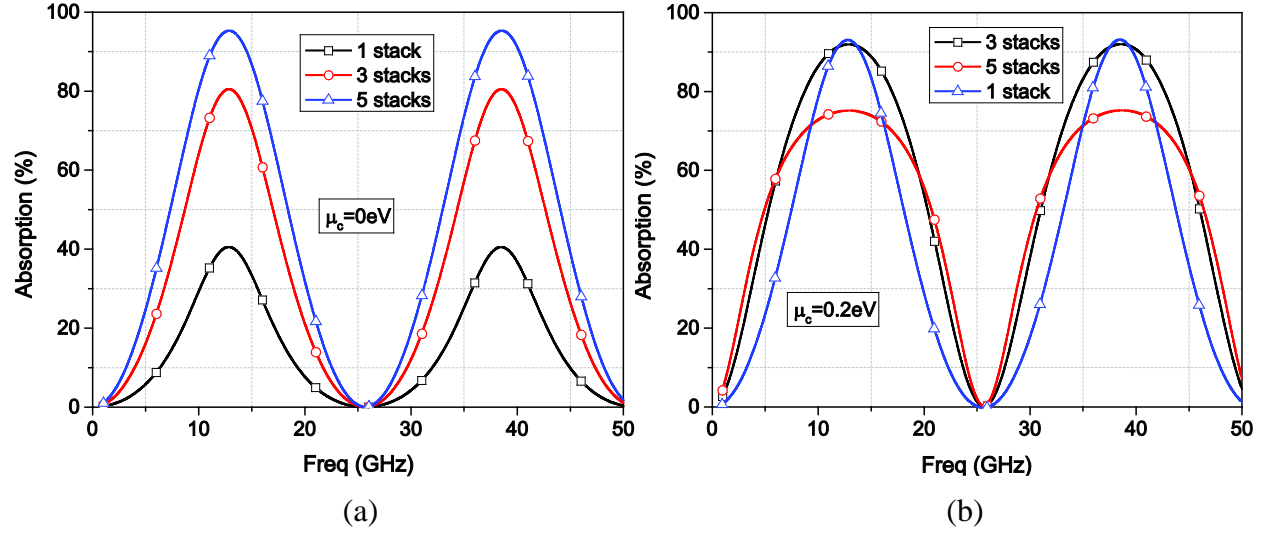 100
80
60
40
20
0
Absorption (%)
1 stack
3 stacks
5 stacks
μc=0eV
0 10 20 30 40 50
Freq (GHz)
(a)
100
80
60
40
20
0
Absorption (%)
3 stacks
5 stacks
1 stack
μc=0.2eV
0 10 20 30 40 50
Freq (GHz)
(b)